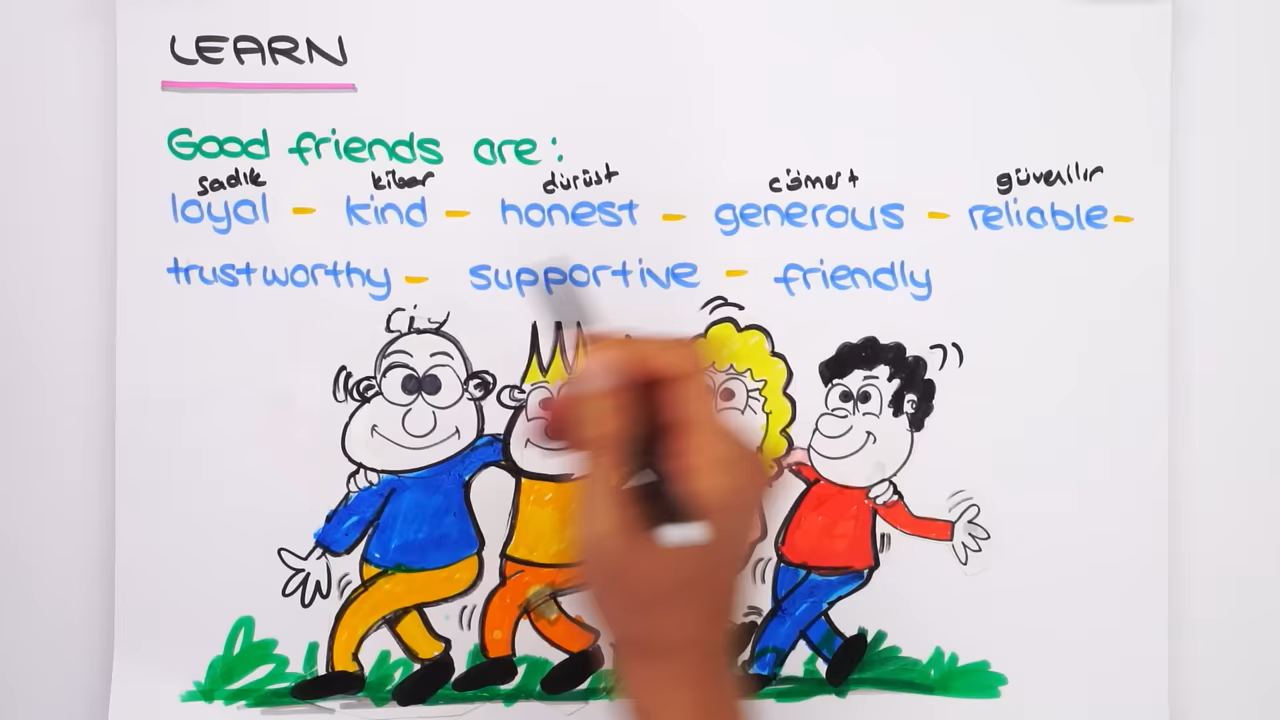 LEARN
Good friends are:
sadık kibar dürüst cömert güvenilir
loyal - kind - honest - generous - reliable-
trustworthy - supportive - friendly